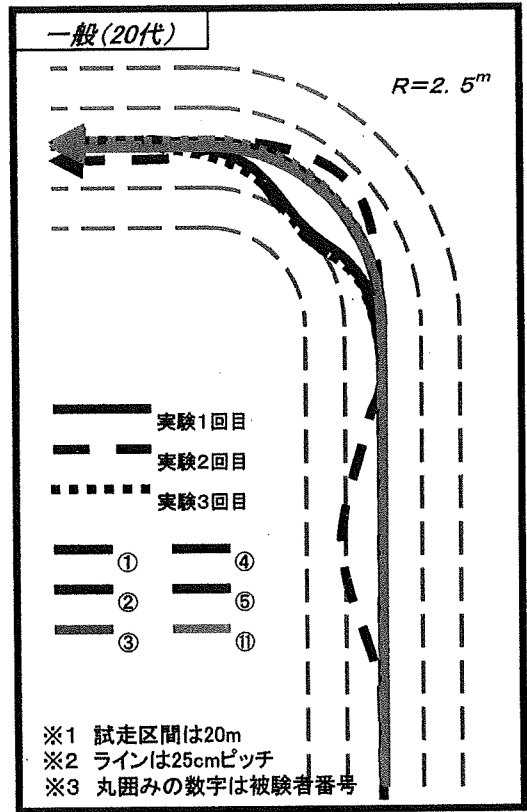 一般(20代)
R=2.5m
実験1回目
実験2回目
実験3回目
① ④
② ⑤
③ ⑪
※1 試走区間は20m
※2 ラインは25cmピッチ
※3 丸囲みの数字は被験者番号